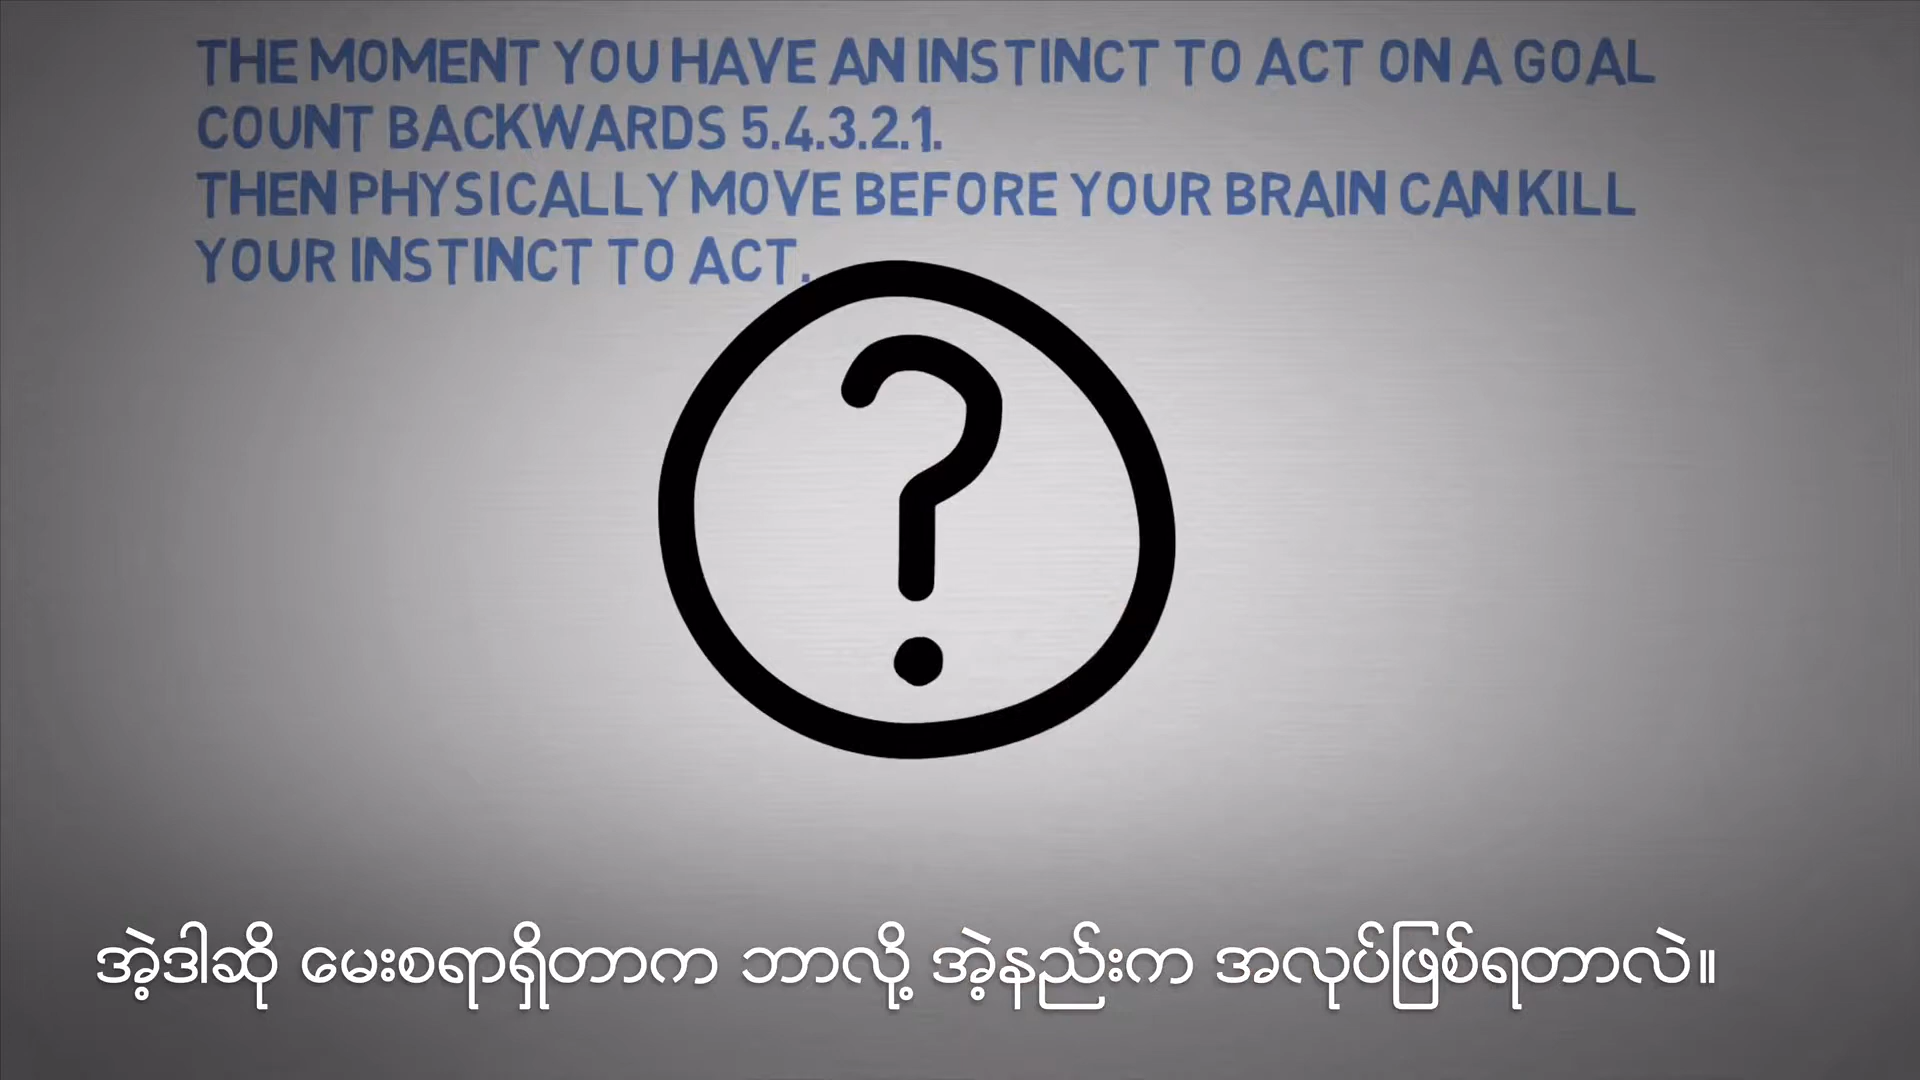 THE MOMENT YOU HAVE AN INSTINCT TO ACT ON A GOAL
COUNT BACKWARDS 5.4.3.2.1.
THEN PHYSICALLY MOVE BEFORE YOUR BRAIN CAN KILL
YOUR INSTINCT TO ACT.
?
အဲ့ဒါဆို မေးစရာရှိတာက ဘာလို့ အဲ့နည်းက အလုပ်ဖြစ်ရတာလဲ။